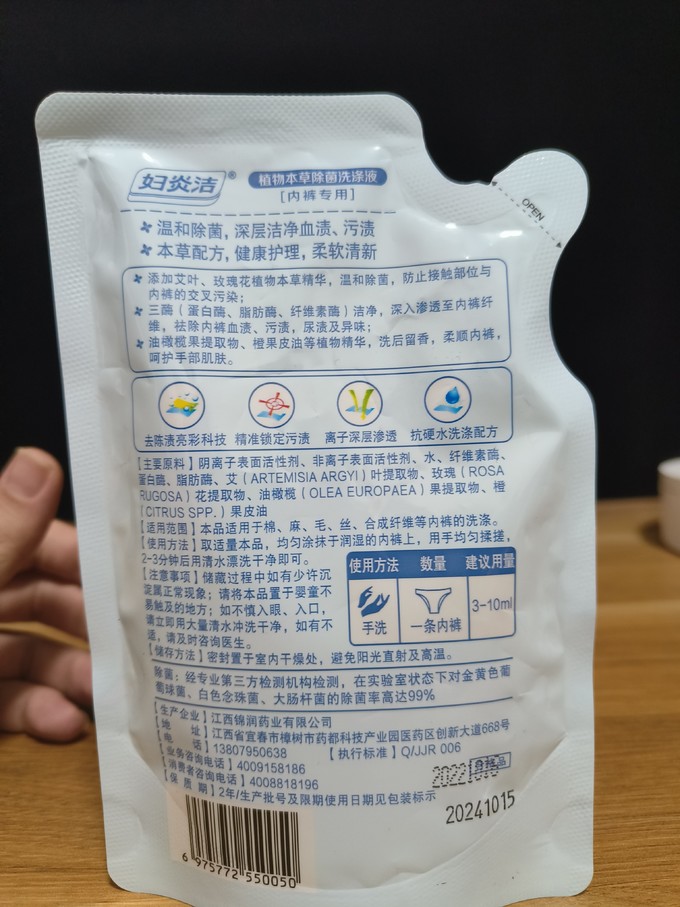 妇炎洁®
植物本草除菌洗涤液
[内裤专用]
OPEN
温和除菌，深层洁净血渍、污渍
本草配方，健康护理，柔软清新
添加艾叶、玫瑰花植物本草精华，温和除菌，防止接触部位与
内裤的交叉污染；
三酶（蛋白酶、脂肪酶、纤维素酶）洁净，深入渗透至内裤纤
维，祛除内裤血渍、污渍，尿渍及异味；
油橄榄果提取物、橙果皮油等植物精华，洗后留香，柔顺内裤，
呵护手部肌肤。
去陈渍亮彩科技 精准锁定污渍 离子深层渗透 抗硬水洗涤配方
【主要原料】阴离子表面活性剂、非离子表面活性剂、水、纤维素酶、
蛋白酶、脂肪酶、艾（ARTEMISIA ARGYI）叶提取物、玫瑰（ROSA
RUGOSA）花提取物、油橄榄（OLEA EUROPAEA）果提取物、橙
（CITRUS SPP.）果皮油
【适用范围】本品适用于棉、麻、毛、丝、合成纤维等内裤的洗涤。
【使用方法】取适量本品，均匀涂抹于润湿的内裤上，用手均匀揉搓，
2-3分钟后用清水漂洗干净即可。
【注意事项】储藏过程中如有少许沉
淀属正常现象；请将本品置于婴童不
易触及的地方；如不慎入眼、入口，
请立即用大量清水冲洗干净，如有不
适，请及时咨询医生。
使用方法 数量 建议用量
手洗 一条内裤 3-10ml
【储存方法】密封置于室内干燥处，避免阳光直射及高温。
除菌：经专业第三方检测机构检测，在实验室状态下对金黄色葡
萄球菌、白色念珠菌、大肠杆菌的除菌率高达99%
【生产企业】江西锦润药业有限公司
【地 址】江西省宜春市樟树市药都科技产业园医药区创新大道668号
【电 话】13807950638 【执行标准】Q/JJR 006
【业务咨询电话】4009158186
【消费者咨询电话】4008818196
【保 质 期】2年/生产批号及限期使用日期见包装标示
合格品
20241015
6 975772 550050